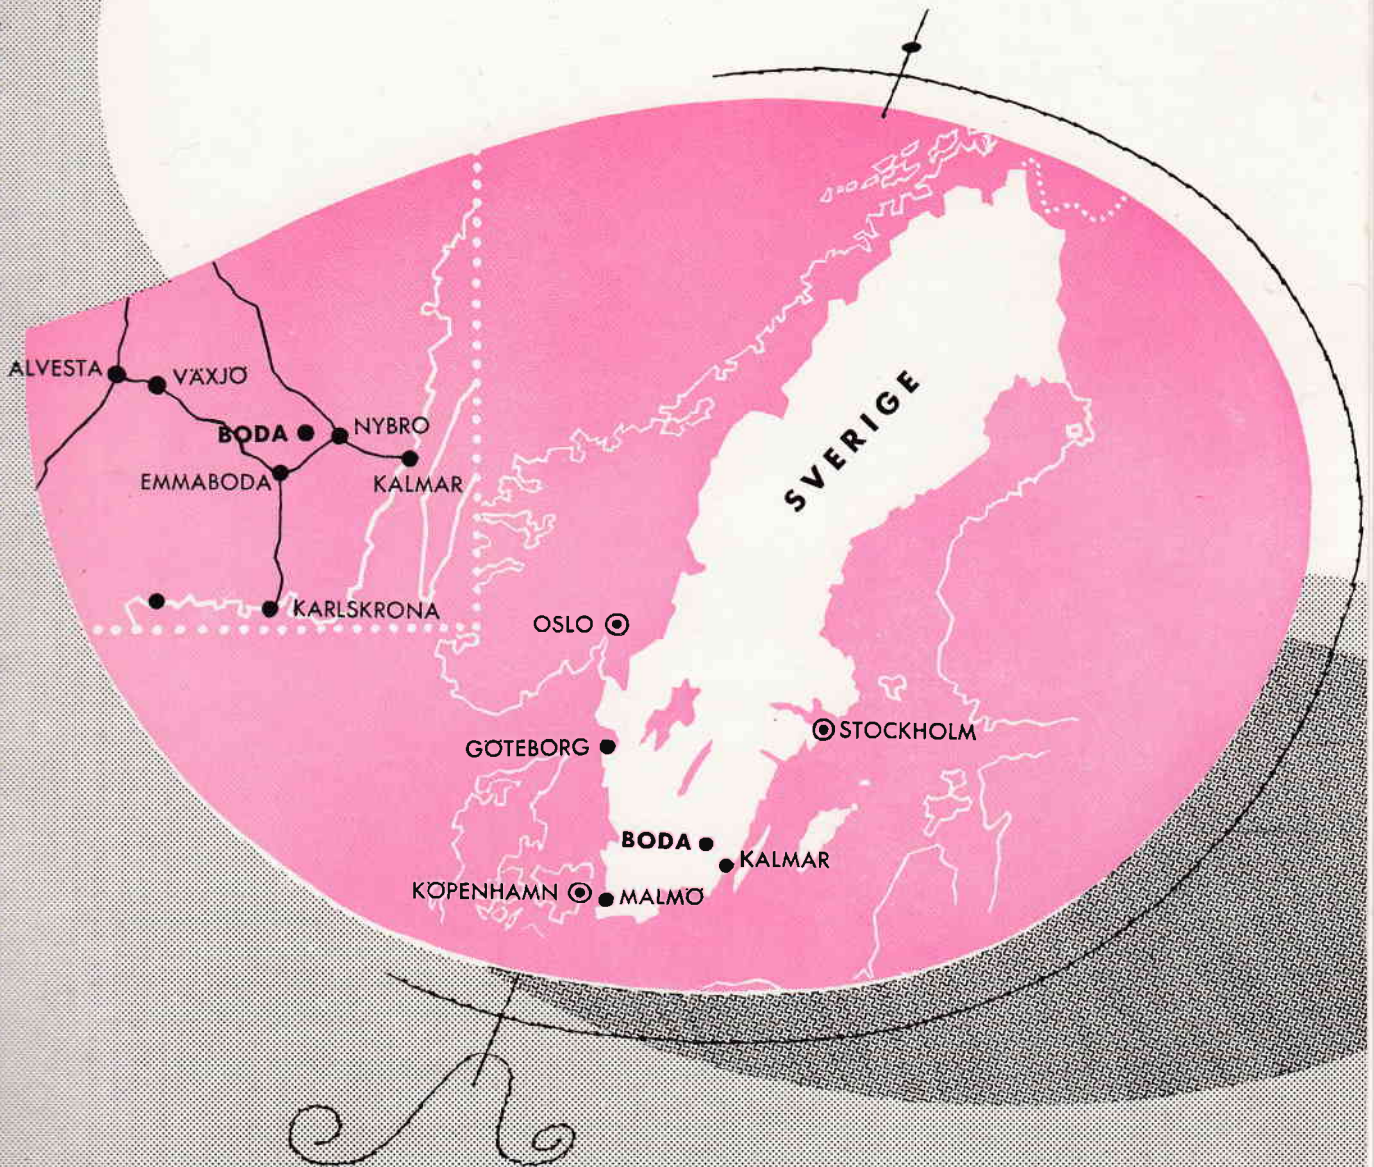 ALVESTA
VÄXJÖ
BODA
NYBRO
EMMABODA
KALMAR
KARLSKRONA
SVERIGE
OSLO
GÖTEBORG
STOCKHOLM
BODA
KALMAR
KÖPENHAMN
MALMÖ